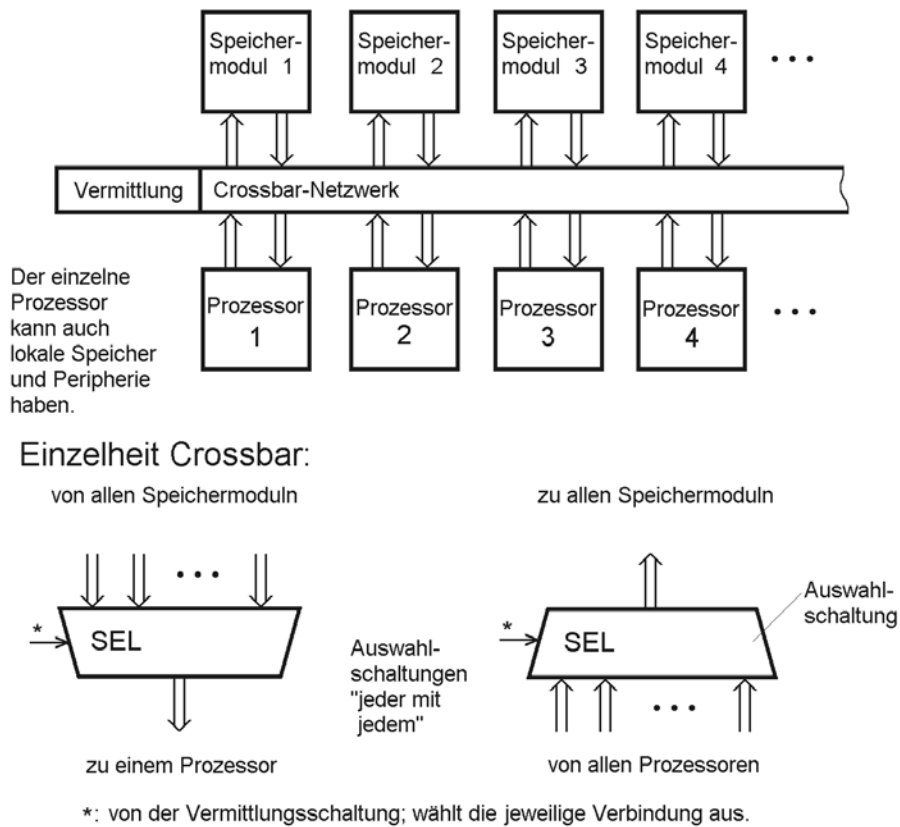 Speicher-
modul 1
Speicher-
modul 2
Speicher-
modul 3
Speicher-
modul 4
• • •
Vermittlung
Crossbar-Netzwerk
Der einzelne
Prozessor
kann auch
lokale Speicher
und Peripherie
haben.
Prozessor
1
Prozessor
2
Prozessor
3
Prozessor
4
• • •
Einzelheit Crossbar:
von allen Speichermoduln
• • •
*
SEL
zu einem Prozessor
Auswahl-
schaltungen
"jeder mit
jedem"
zu allen Speichermoduln
*
SEL
Auswahl-
schaltung
• • •
von allen Prozessoren
*: von der Vermittlungsschaltung; wählt die jeweilige Verbindung aus.